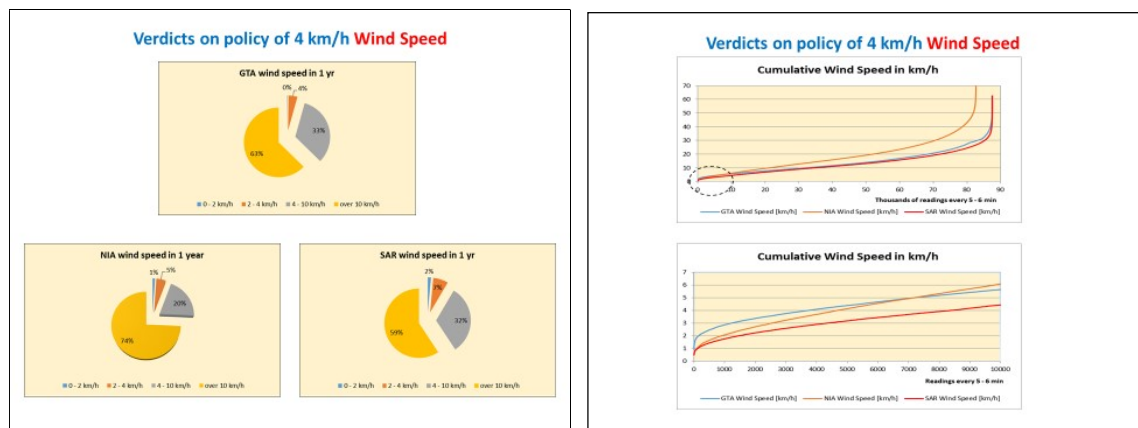 Verdicts on policy of 4 km/h Wind Speed
GTA wind speed in 1 yr
0%
4%
33%
63%
0 - 2 km/h 2 - 4 km/h 4 - 10 km/h over 10 km/h
NIA wind speed in 1 year
1%
5%
20%
74%
0 - 2 km/h 2 - 4 km/h 4 - 10 km/h over 10 km/h
SAR wind speed in 1 yr
2%
7%
32%
59%
0 - 2 km/h 2 - 4 km/h 4 - 10 km/h over 10 km/h
Verdicts on policy of 4 km/h Wind Speed
Cumulative Wind Speed in km/h
70
60
50
40
30
20
10
0
0 10 20 30 40 50 60 70 80 90
Thousands of readings every 5 - 6 min
GTA Wind Speed [km/h] NIA Wind Speed [km/h] SAR Wind Speed [km/h]
Cumulative Wind Speed in km/h
7
6
5
4
3
2
1
0
0 1000 2000 3000 4000 5000 6000 7000 8000 9000 10000
Readings every 5 - 6 min
GTA Wind Speed [km/h] NIA Wind Speed [km/h] SAR Wind Speed [km/h]